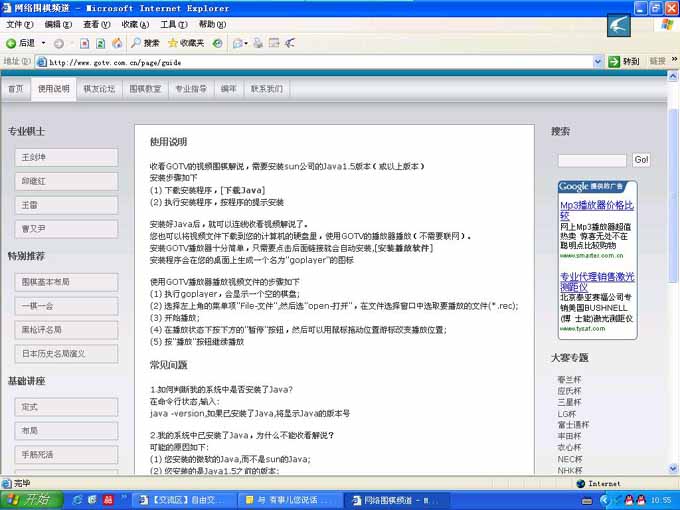 网络围棋频道 - Microsoft Internet Explorer
文件(F) 编辑(E) 查看(V) 收藏(A) 工具(T) 帮助(H)
后退 搜索 收藏夹
地址(D) http://www.gotv.com.cn/page/guide 转到 链接 »
首页 使用说明 棋友论坛 围棋教室 专业指导 编年 联系我们
专业棋士
王剑坤
邱继红
王雷
曹又尹
特别推荐
围棋基本布局
一棋一会
黑枪评名局
日本历史名局演义
基础讲座
定式
布局
手筋死活
使用说明
收看GOTV的视频围棋解说，需要安装sun公司的Java1.5版本（或以上版本）
安装步骤如下
(1) 下载安装程序，[下载Java]
(2) 执行安装程序，按程序的提示安装
安装好Java后，就可以连线收看视频解说了。
您也可以将视频文件下载到您的计算机的硬盘里，使用GOTV的播放器播放（不需要联网）。
安装GOTV播放器十分简单，只需要点击后面链接就会自动安装,[安装播放软件]
安装程序会在您的桌面上生成一个名为"goplayer"的图标
使用GOTV播放器播放视频文件的步骤如下
(1) 执行goplayer，会显示一个空的棋盘;
(2) 选择左上角的菜单项"File-文件",然后选"open-打开"，在文件选择窗口中选取要播放的文件(*.rec);
(3) 开始播放;
(4) 在播放状态下按下方的"暂停"按钮，然后可以用鼠标拖动位置游标改变播放位置;
(5) 按"播放"按钮继续播放
常见问题
1.如何判断我的系统中是否安装了Java?
在命令行状态,输入:
java -version,如果已安装了Java,将显示Java的版本号
2.我的系统中已安装了Java，为什么不能收看解说？
可能的原因如下:
(1) 您安装的微软的Java,而不是sun的Java;
(2) 您安装的是Java1.5之前的版本;
搜索
Go!
Google 提供的广告
Mp3播放器价格比
较
网上Mp3播放器超值
热卖 惊喜无处不在
聪明点比较购物
www.smarter.com.cn
专业代理销售激光
测距仪
北京泰亚赛福公司专
销美国BUSHNELL
(博 士能)激光测距仪
www.tysaf.com
大赛专题
春兰杯
应氏杯
三星杯
LG杯
富士通杯
丰田杯
农心杯
NEC杯
NHK杯
完毕 Internet
开始 » 【交流区】自由交... 与 有事儿您说话 ... 网络围棋频道 - M... 10:55